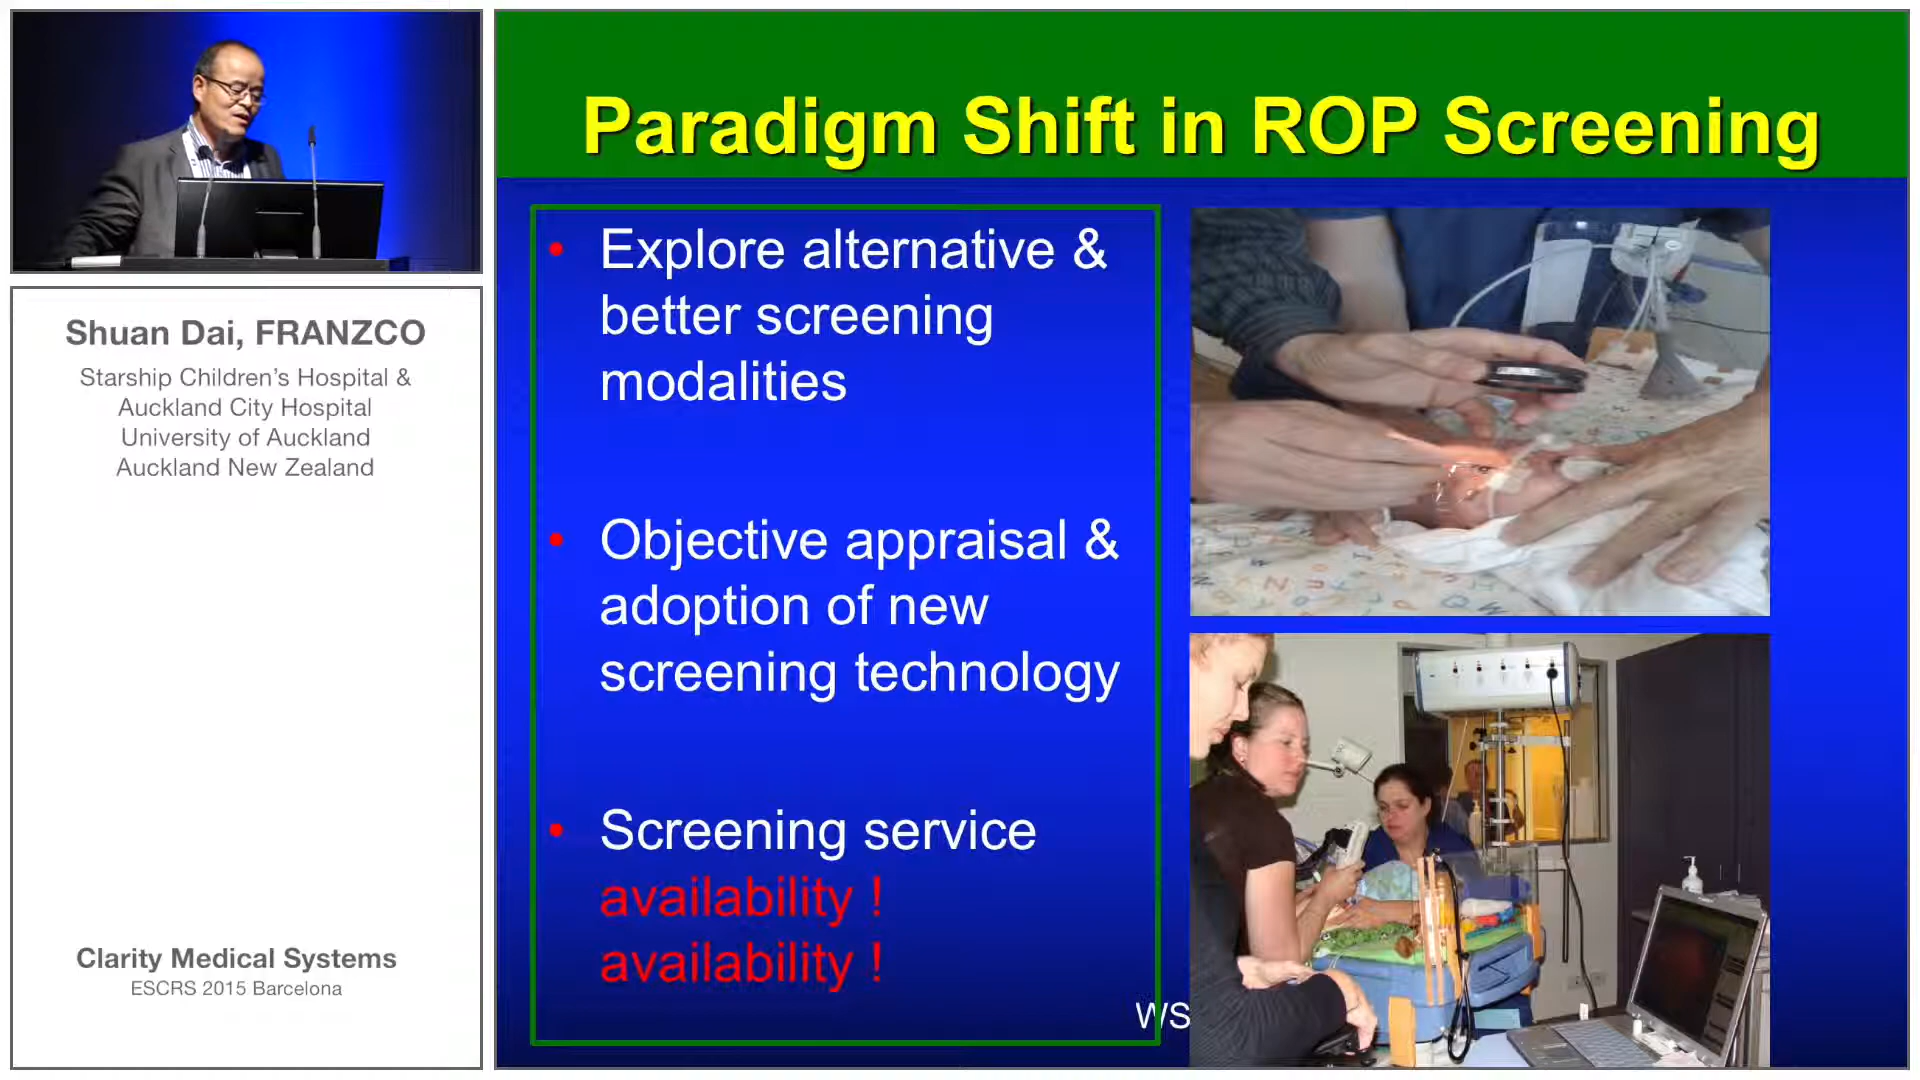 Shuan Dai, FRANZCO
Starship Children's Hospital &
Auckland City Hospital
University of Auckland
Auckland New Zealand
Clarity Medical Systems
ESCRS 2015 Barcelona
Paradigm Shift in ROP Screening
• Explore alternative &
better screening
modalities
• Objective appraisal &
adoption of new
screening technology
• Screening service
availability !
availability !
WS